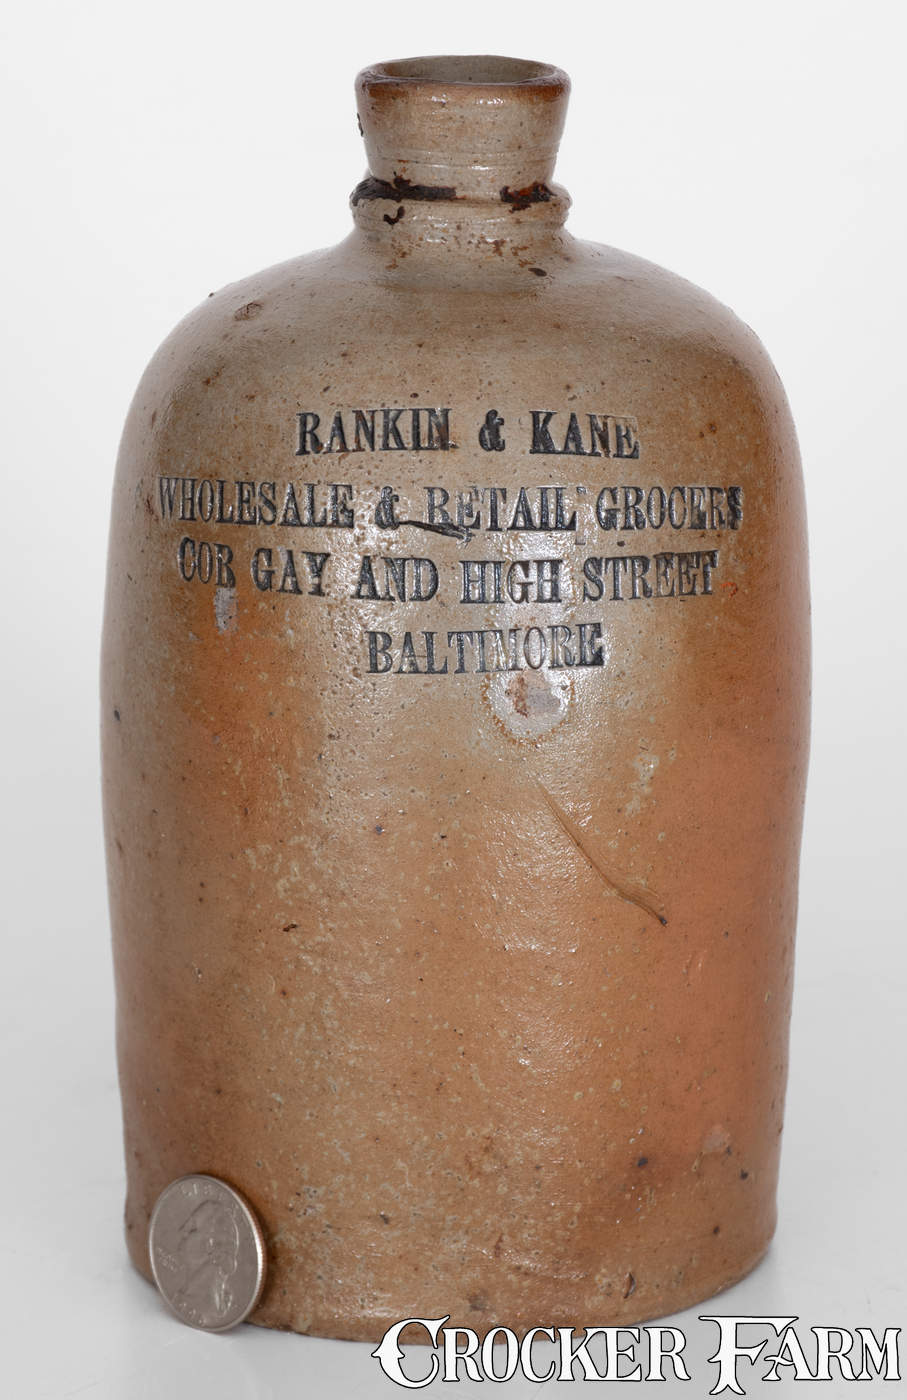 RANKIN & KANE
WHOLESALE & RETAIL GROCERS
COR GAY AND HIGH STREET
BALTIMORE
CROCKER FARM